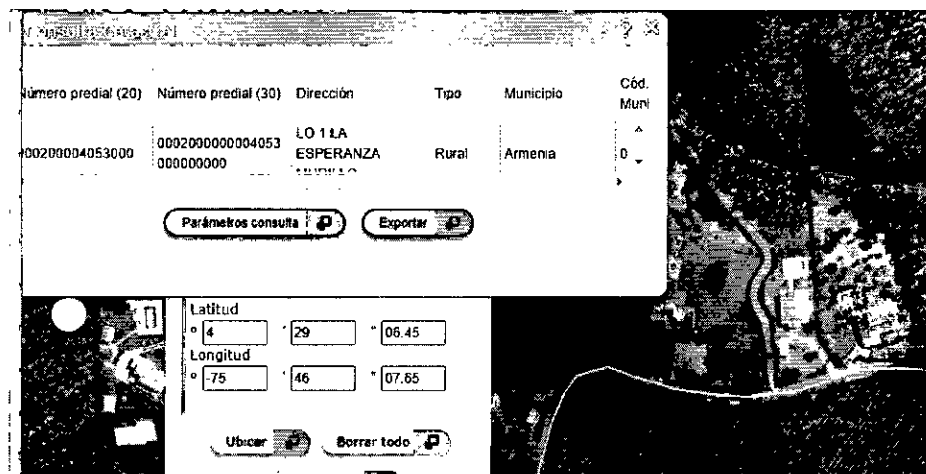 ? X
Número predial (20) Número predial (30) Dirección Tipo Municipio Cód. Muni
00200004053000 0002000000004053 000000000 LO 1 LA ESPERANZA Rural Armenia 0
Parámetros consulta Exportar
Latitud
° 4 ' 29 " 06.45
Longitud
° -75 ' 46 " 07.65
Ubicar Borrar todo